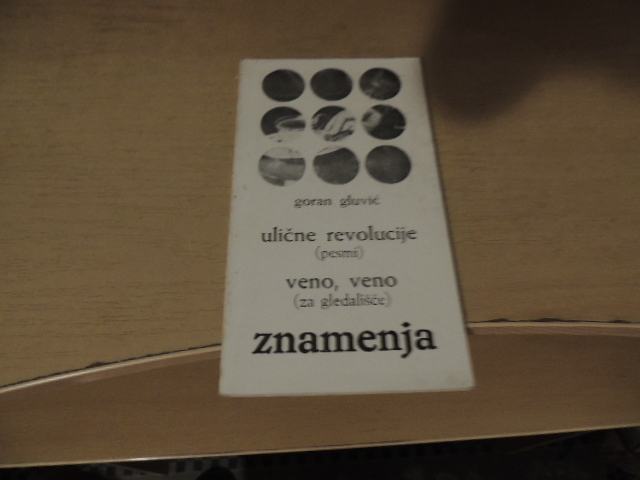 goran gluvić
ulične revolucije
(pesmi)
veno, veno
(za gledališče)
znamenja